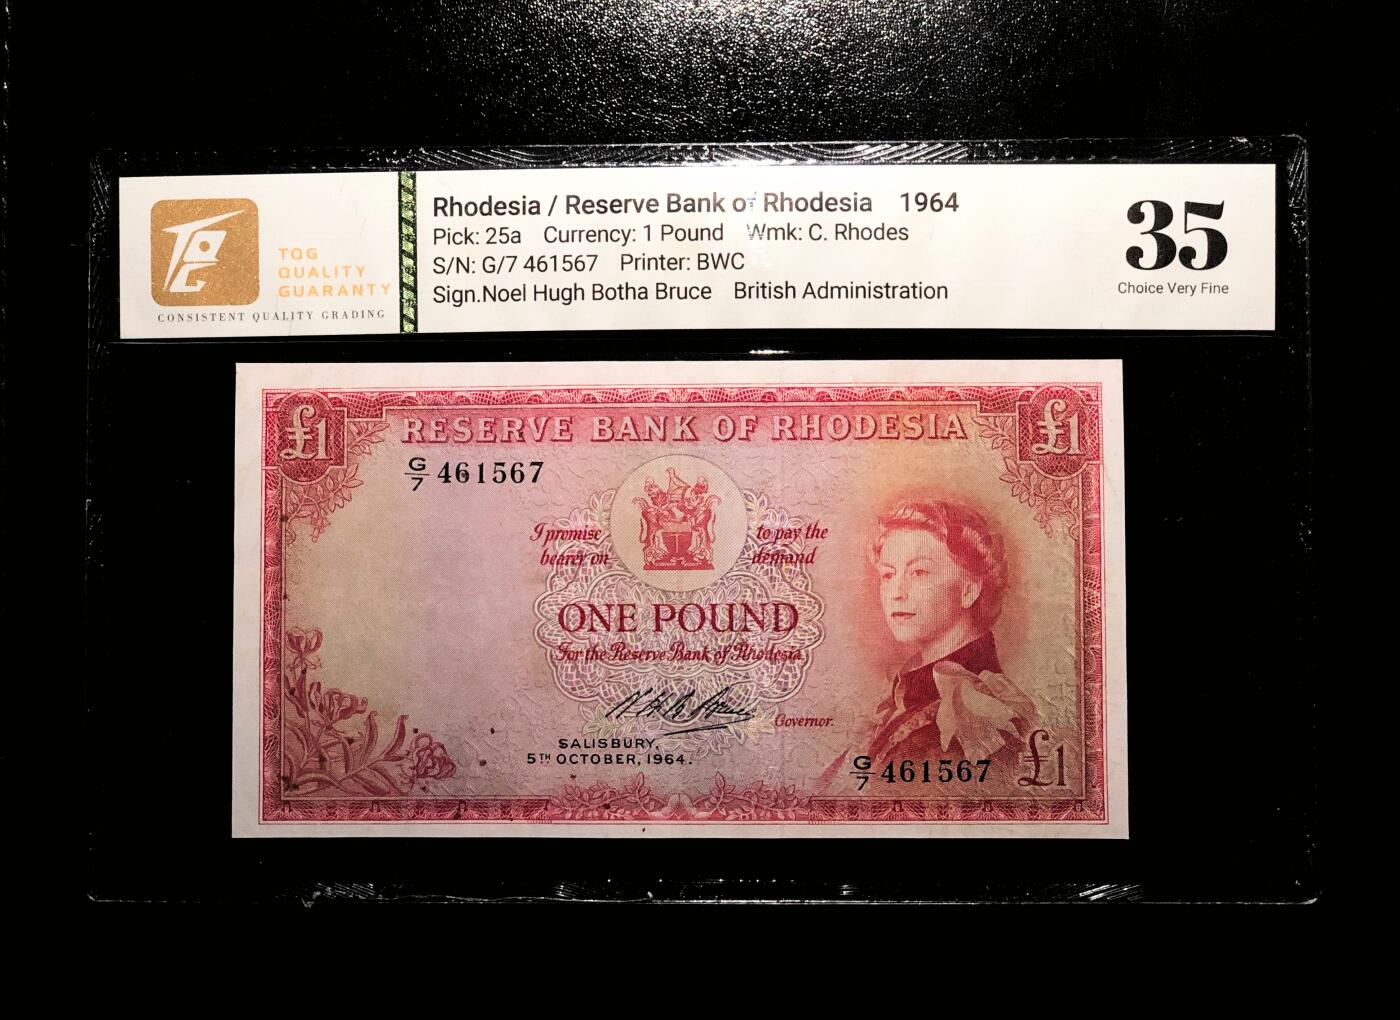 Rhodesia / Reserve Bank of Rhodesia 1964
Pick: 25a Currency: 1 Pound Wmk: C. Rhodes
S/N: G/7 461567 Printer: BWC
Sign.Noel Hugh Botha Bruce British Administration
35
Choice Very Fine
TQG
QUALITY
GUARANTY
CONSISTENT QUALITY GRADING
£1 RESERVE BANK OF RHODESIA £1
G/7 461567
I promise to pay the
bearer on demand
ONE POUND
For the Reserve Bank of Rhodesia
Governor.
SALISBURY,
5TH OCTOBER, 1964.
G/7 461567 £1